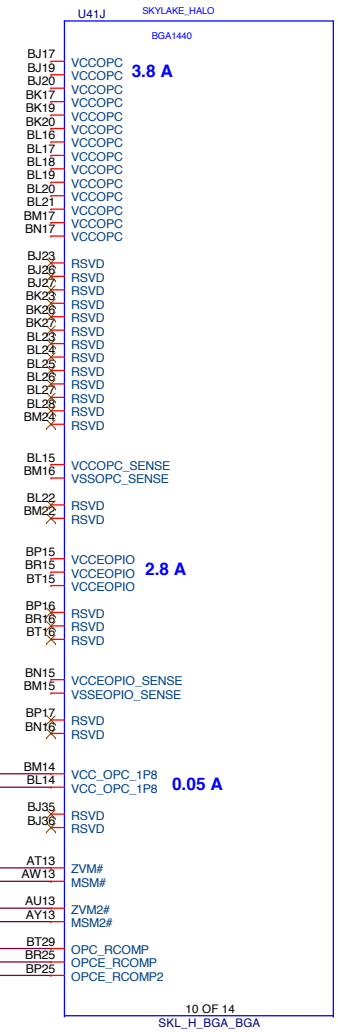 U41J SKYLAKE_HALO
BGA1440
BJ17 VCCOPC
BJ19 VCCOPC 3.8 A
BJ20 VCCOPC
BK17 VCCOPC
BK19 VCCOPC
BK20 VCCOPC
BL16 VCCOPC
BL17 VCCOPC
BL18 VCCOPC
BL19 VCCOPC
BL20 VCCOPC
BL21 VCCOPC
BM17 VCCOPC
BN17 VCCOPC
BJ23 RSVD
BJ26 RSVD
BJ27 RSVD
BK23 RSVD
BK26 RSVD
BK27 RSVD
BL23 RSVD
BL24 RSVD
BL25 RSVD
BL26 RSVD
BL27 RSVD
BL28 RSVD
BM24 RSVD
BL15 VCCOPC_SENSE
BM16 VSSOPC_SENSE
BL22 RSVD
BM22 RSVD
BP15 VCCEOPIO
BR15 VCCEOPIO 2.8 A
BT15 VCCEOPIO
BP16 RSVD
BR16 RSVD
BT16 RSVD
BN15 VCCEOPIO_SENSE
BM15 VSSEOPIO_SENSE
BP17 RSVD
BN16 RSVD
BM14 VCC_OPC_1P8
BL14 VCC_OPC_1P8 0.05 A
BJ35 RSVD
BJ36 RSVD
AT13 ZVM#
AW13 MSM#
AU13 ZVM2#
AY13 MSM2#
BT29 OPC_RCOMP
BR25 OPCE_RCOMP
BP25 OPCE_RCOMP2
10 OF 14
SKL_H_BGA_BGA